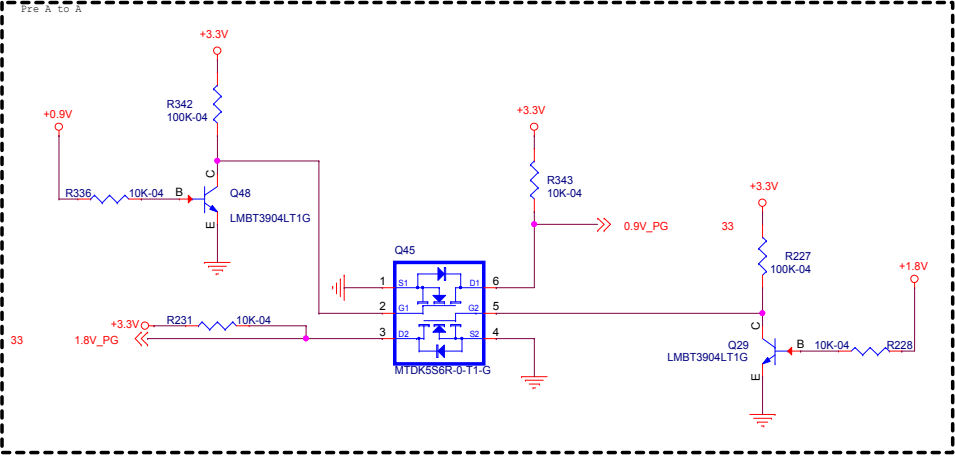 Pre A to A
+3.3V
R342
100K-04
+0.9V
+3.3V
R343
10K-04
R336
10K-04
B
C
Q48
LMBT3904LT1G
E
+3.3V
0.9V_PG
33
R227
100K-04
+1.8V
Q45
1
S1
D1
6
2
G1
G2
5
3
D2
S2
4
MTDK5S6R-0-T1-G
+3.3V
R231
10K-04
33
1.8V_PG
C
Q29
LMBT3904LT1G
B
10K-04
R228
E